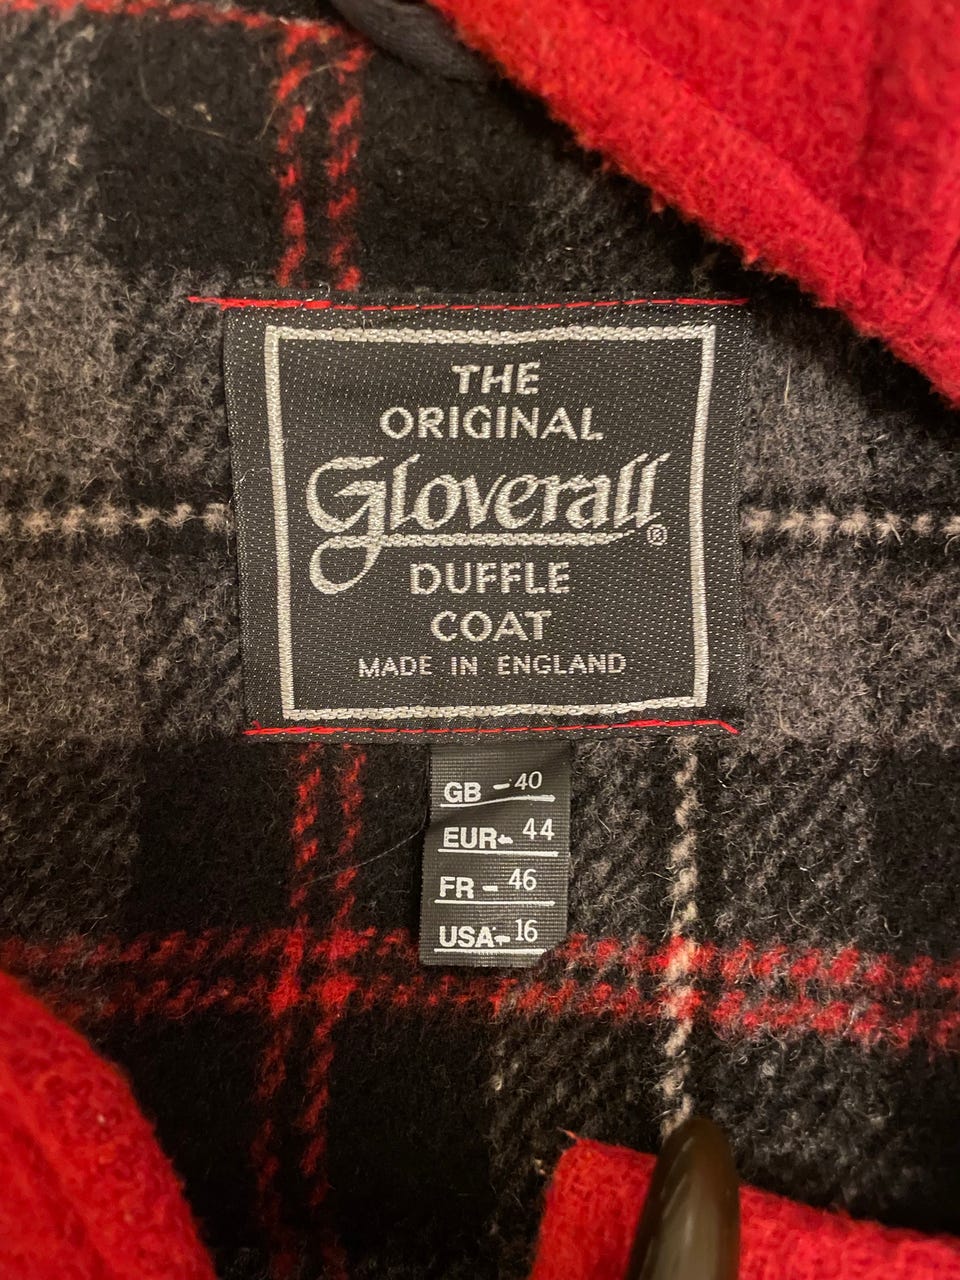 THE
ORIGINAL
Gloverall®
DUFFLE
COAT
MADE IN ENGLAND
GB - 40
EUR- 44
FR - 46
USA- 16